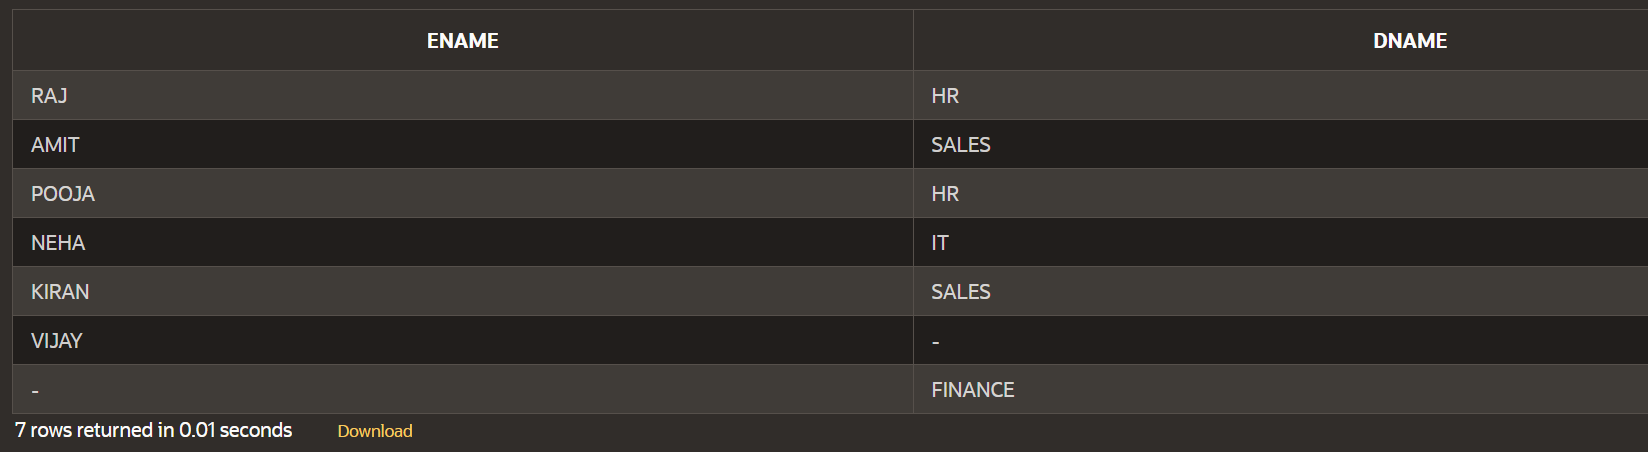 ENAME DNAME
RAJ HR
AMIT SALES
POOJA HR
NEHA IT
KIRAN SALES
VIJAY -
- FINANCE
7 rows returned in 0.01 seconds Download